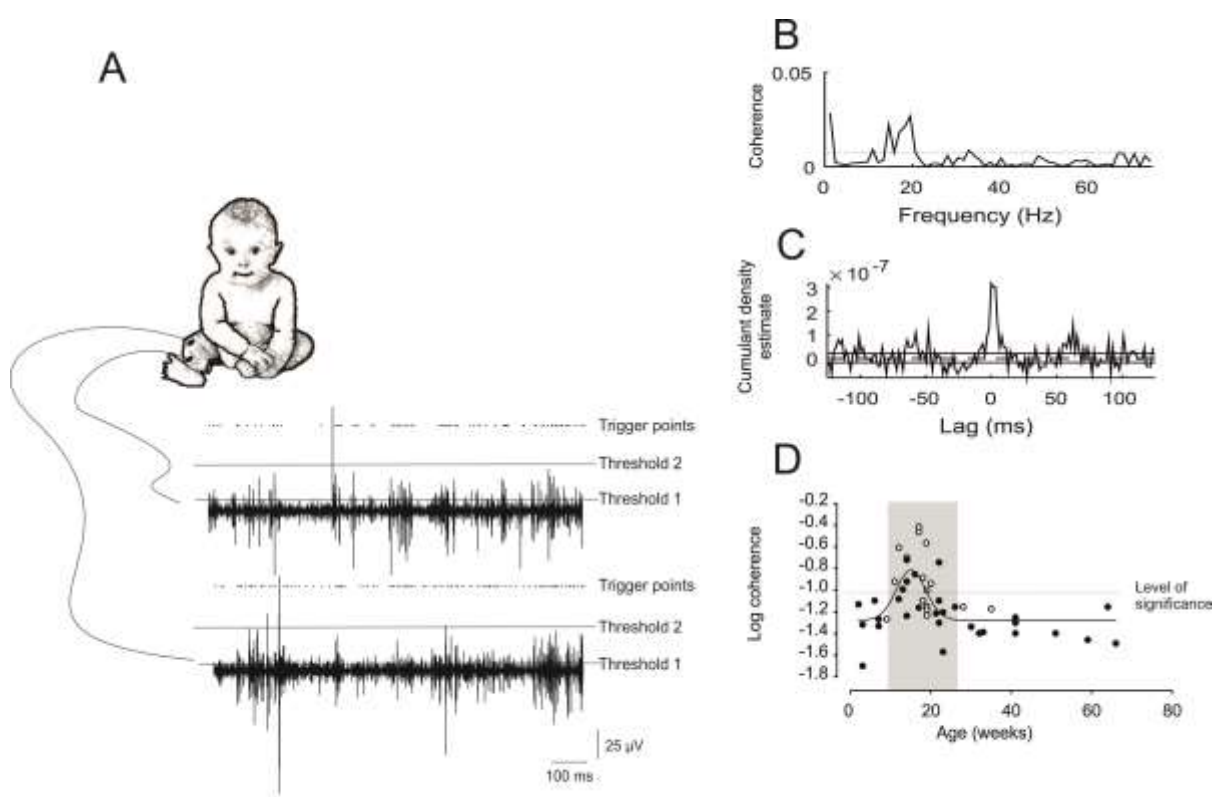 A
Trigger points
Threshold 2
Threshold 1
Trigger points
Threshold 2
Threshold 1
25 µV
100 ms
B
0.05
0
Coherence
0 20 40 60
Frequency (Hz)
C
× 10 -7
3
2
1
0
Cumulant density
estimate
-100 -50 0 50 100
Lag (ms)
D
-0.2
-0.4
-0.6
-0.8
-1.0
-1.2
-1.4
-1.6
-1.8
Log coherence
Level of
significance
0 20 40 60 80
Age (weeks)